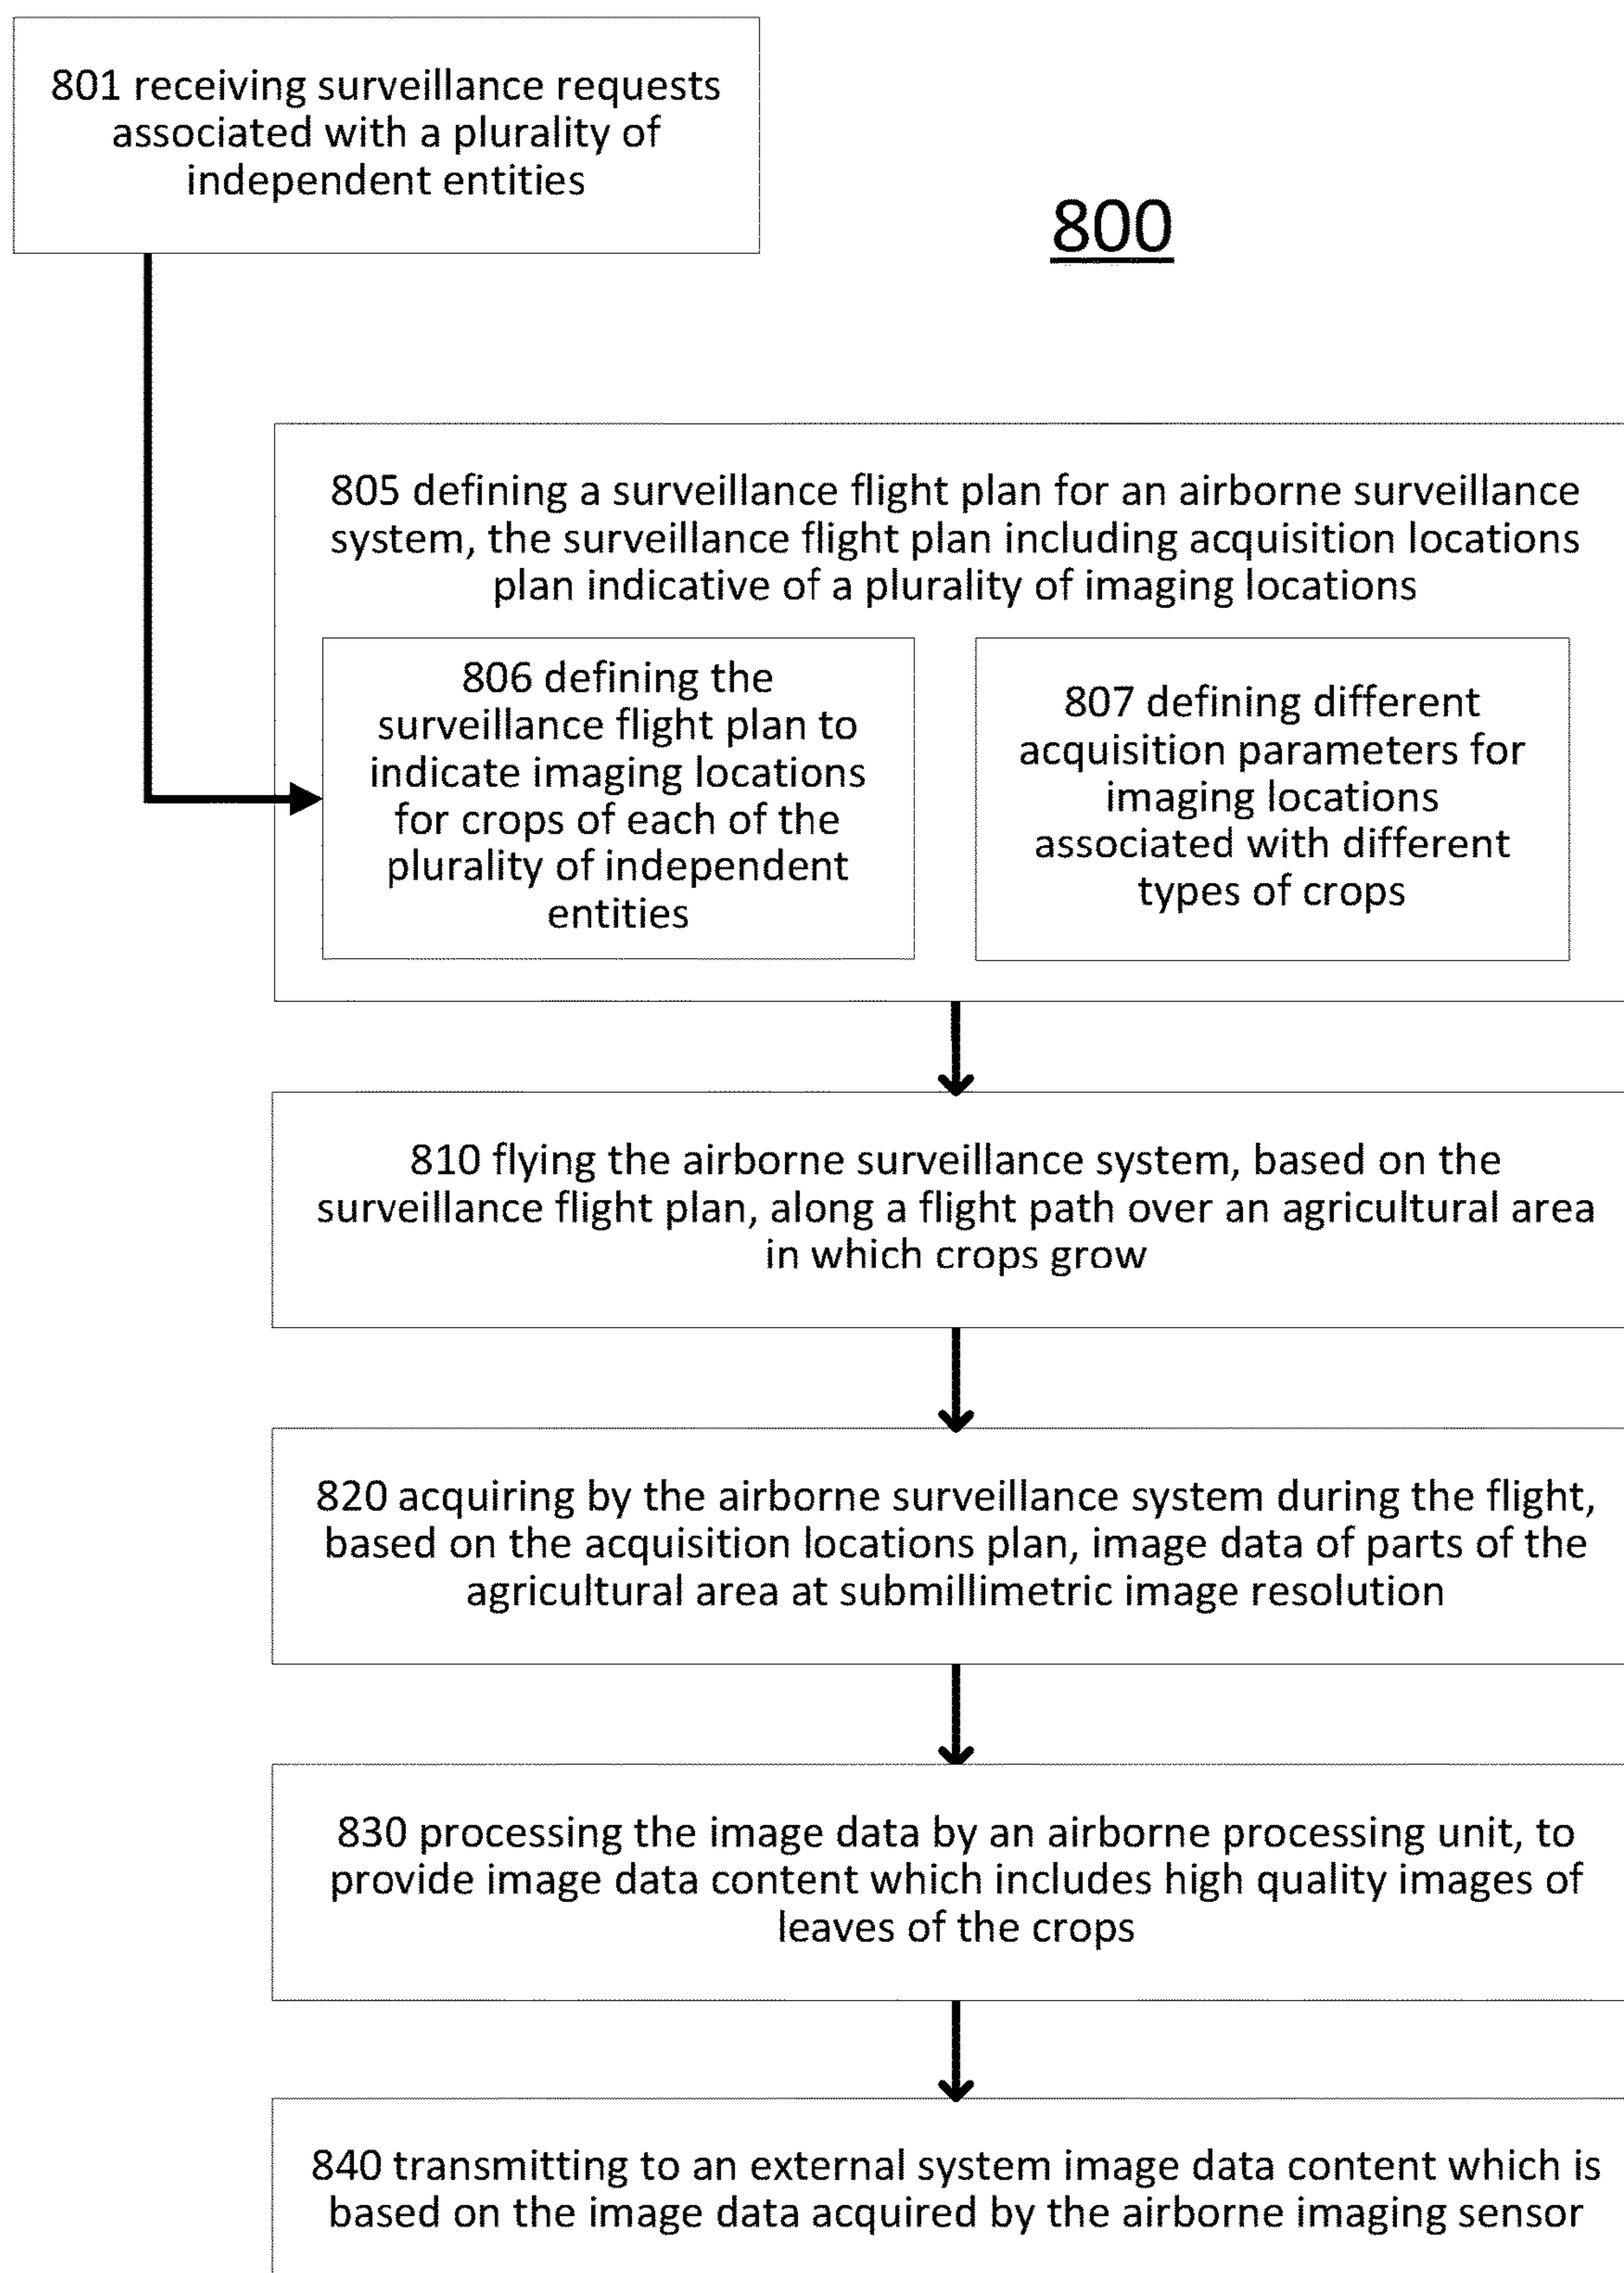 801 receiving surveillance requests
associated with a plurality of
independent entities
800
805 defining a surveillance flight plan for an airborne surveillance
system, the surveillance flight plan including acquisition locations
plan indicative of a plurality of imaging locations
806 defining the
surveillance flight plan to
indicate imaging locations
for crops of each of the
plurality of independent
entities
807 defining different
acquisition parameters for
imaging locations
associated with different
types of crops
810 flying the airborne surveillance system, based on the
surveillance flight plan, along a flight path over an agricultural area
in which crops grow
820 acquiring by the airborne surveillance system during the flight,
based on the acquisition locations plan, image data of parts of the
agricultural area at submillimetric image resolution
830 processing the image data by an airborne processing unit, to
provide image data content which includes high quality images of
leaves of the crops
840 transmitting to an external system image data content which is
based on the image data acquired by the airborne imaging sensor